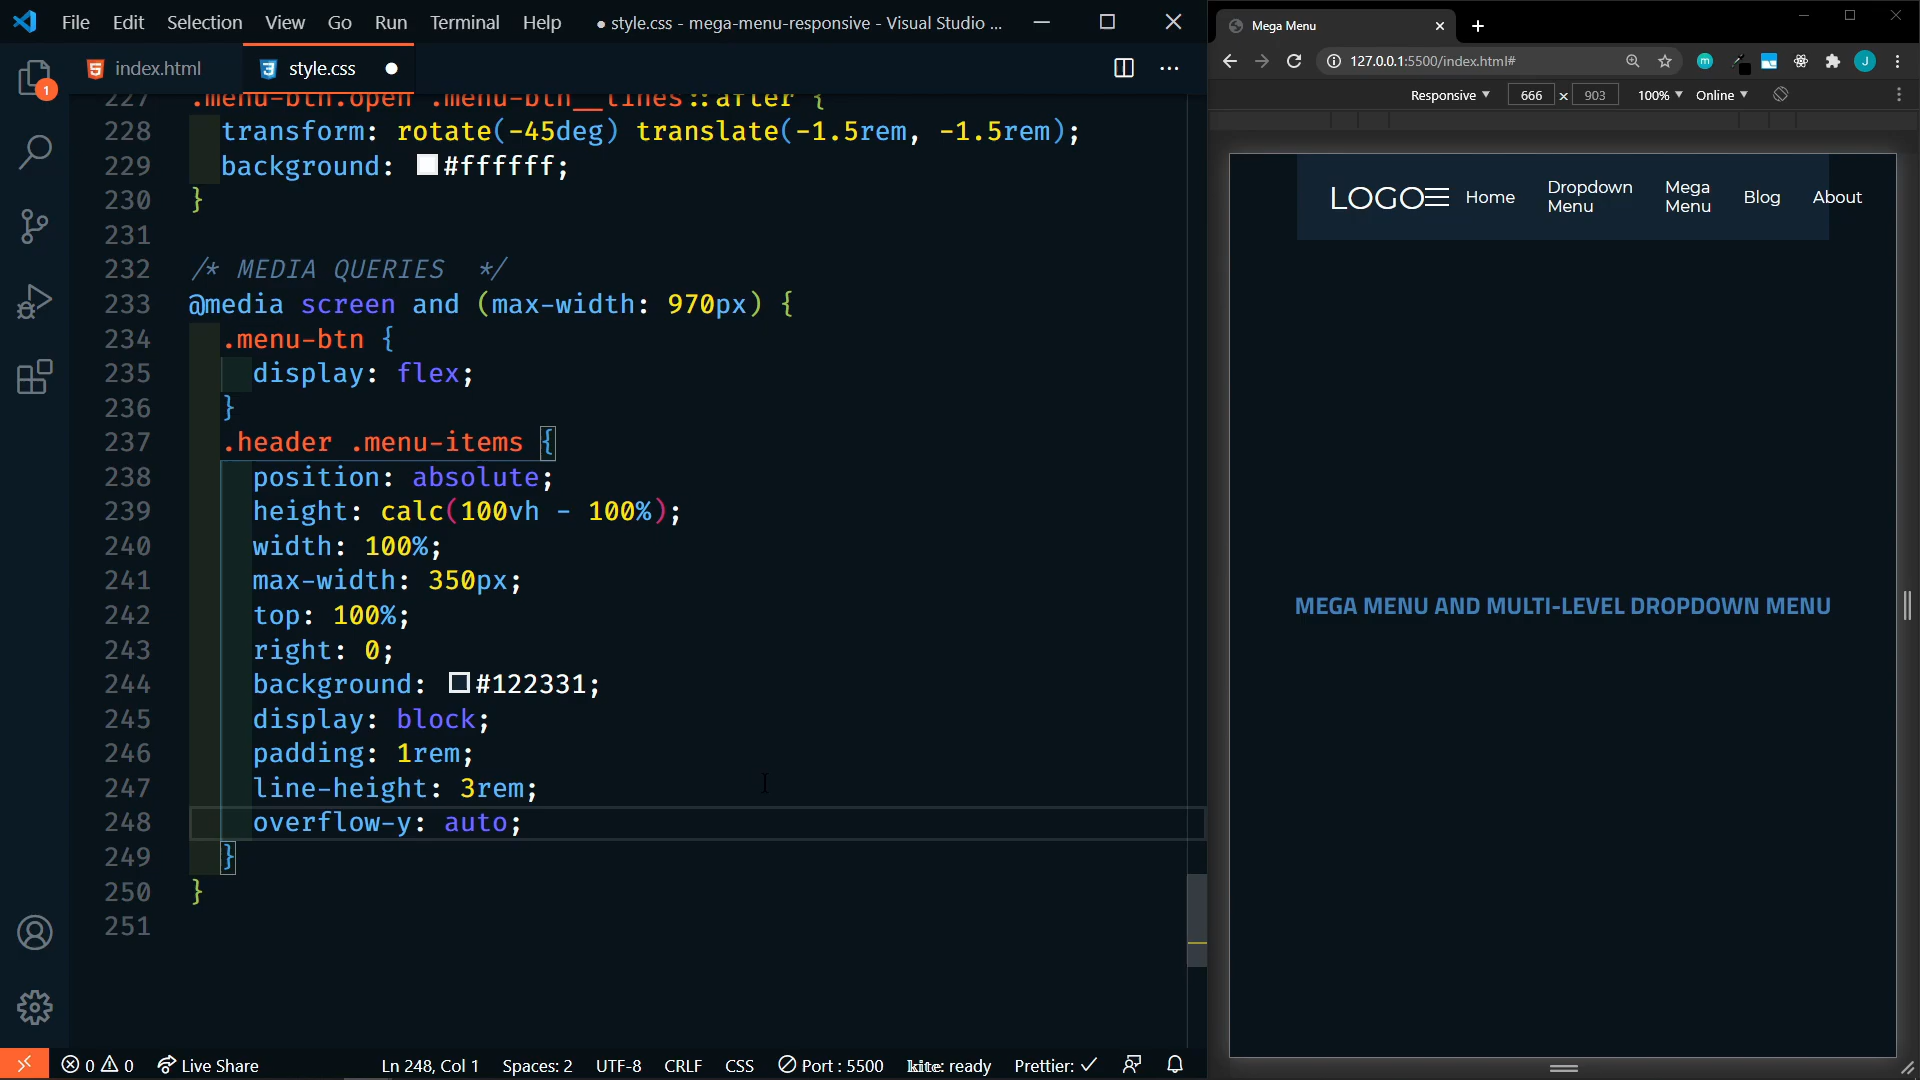 File Edit Selection View Go Run Terminal Help ● style.css - mega-menu-responsive - Visual Studio ...
1
index.html style.css ●
227 .menu-btn.open .menu-btn__lines::after {
228 transform: rotate(-45deg) translate(-1.5rem, -1.5rem);
229 background: #ffffff;
230 }
231
232 /* MEDIA QUERIES */
233 @media screen and (max-width: 970px) {
234 .menu-btn {
235 display: flex;
236 }
237 .header .menu-items {
238 position: absolute;
239 height: calc(100vh - 100%);
240 width: 100%;
241 max-width: 350px;
242 top: 100%;
243 right: 0;
244 background: #122331;
245 display: block;
246 padding: 1rem;
247 line-height: 3rem;
248 overflow-y: auto;
249 }
250 }
251
0 0 Live Share Ln 248, Col 1 Spaces: 2 UTF-8 CRLF CSS Port : 5500 kite: ready Prettier: ✓
Mega Menu
127.0.0.1:5500/index.html#
m J
Responsive 666 x 903 100% Online
LOGO Home Dropdown Menu Mega Menu Blog About
MEGA MENU AND MULTI-LEVEL DROPDOWN MENU